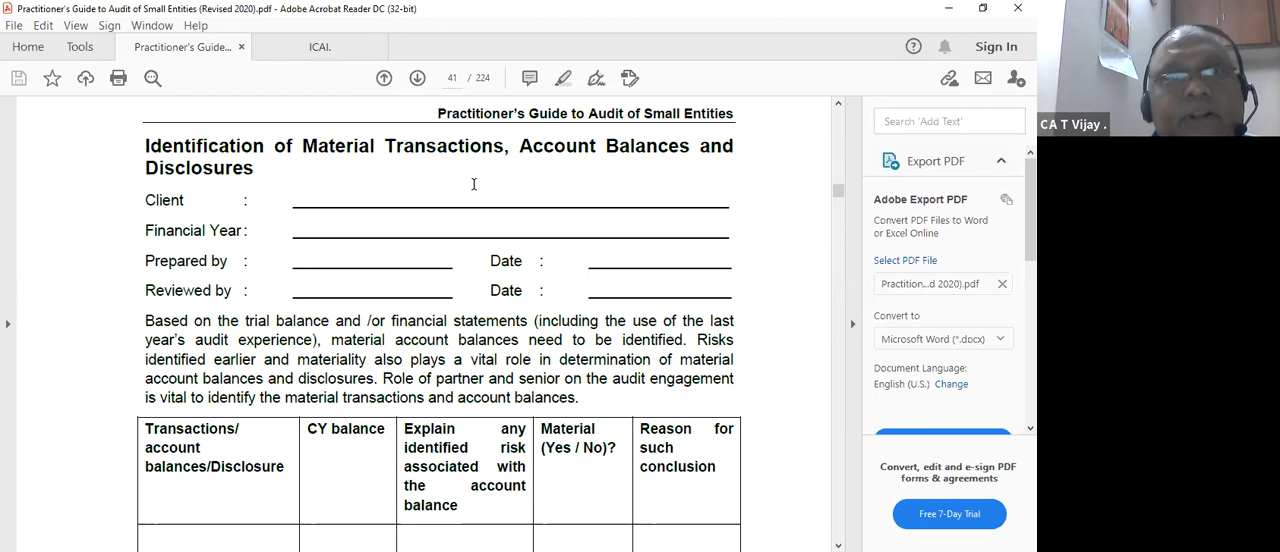 Practitioner's Guide to Audit of Small Entities (Revised 2020).pdf - Adobe Acrobat Reader DC (32-bit)
File Edit View Sign Window Help
Home Tools Practitioner's Guide... × ICAI. Sign In
41 / 224
Practitioner's Guide to Audit of Small Entities
Identification of Material Transactions, Account Balances and
Disclosures
Client :
Financial Year :
Prepared by : Date :
Reviewed by : Date :
Based on the trial balance and /or financial statements (including the use of the last
year's audit experience), material account balances need to be identified. Risks
identified earlier and materiality also plays a vital role in determination of material
account balances and disclosures. Role of partner and senior on the audit engagement
is vital to identify the material transactions and account balances.
Transactions/
account
balances/Disclosure
CY balance
Explain any
identified risk
associated with
the account
balance
Material
(Yes / No)?
Reason for
such
conclusion
Search 'Add Text'
Export PDF
Adobe Export PDF
Convert PDF Files to Word
or Excel Online
Select PDF File
Practition...d 2020).pdf
Convert to
Microsoft Word (*.docx)
Document Language:
English (U.S.) Change
Convert, edit and e-sign PDF
forms & agreements
Free 7-Day Trial
CA T Vijay .